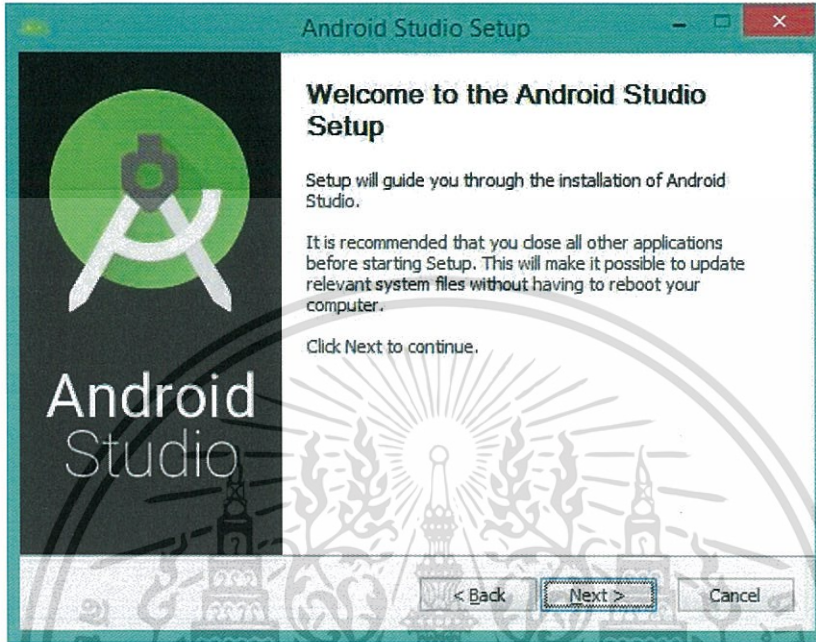 Android Studio Setup
Welcome to the Android Studio
Setup
Setup will guide you through the installation of Android
Studio.
It is recommended that you close all other applications
before starting Setup. This will make it possible to update
relevant system files without having to reboot your
computer.
Click Next to continue.
Android
Studio
< Back
Next >
Cancel